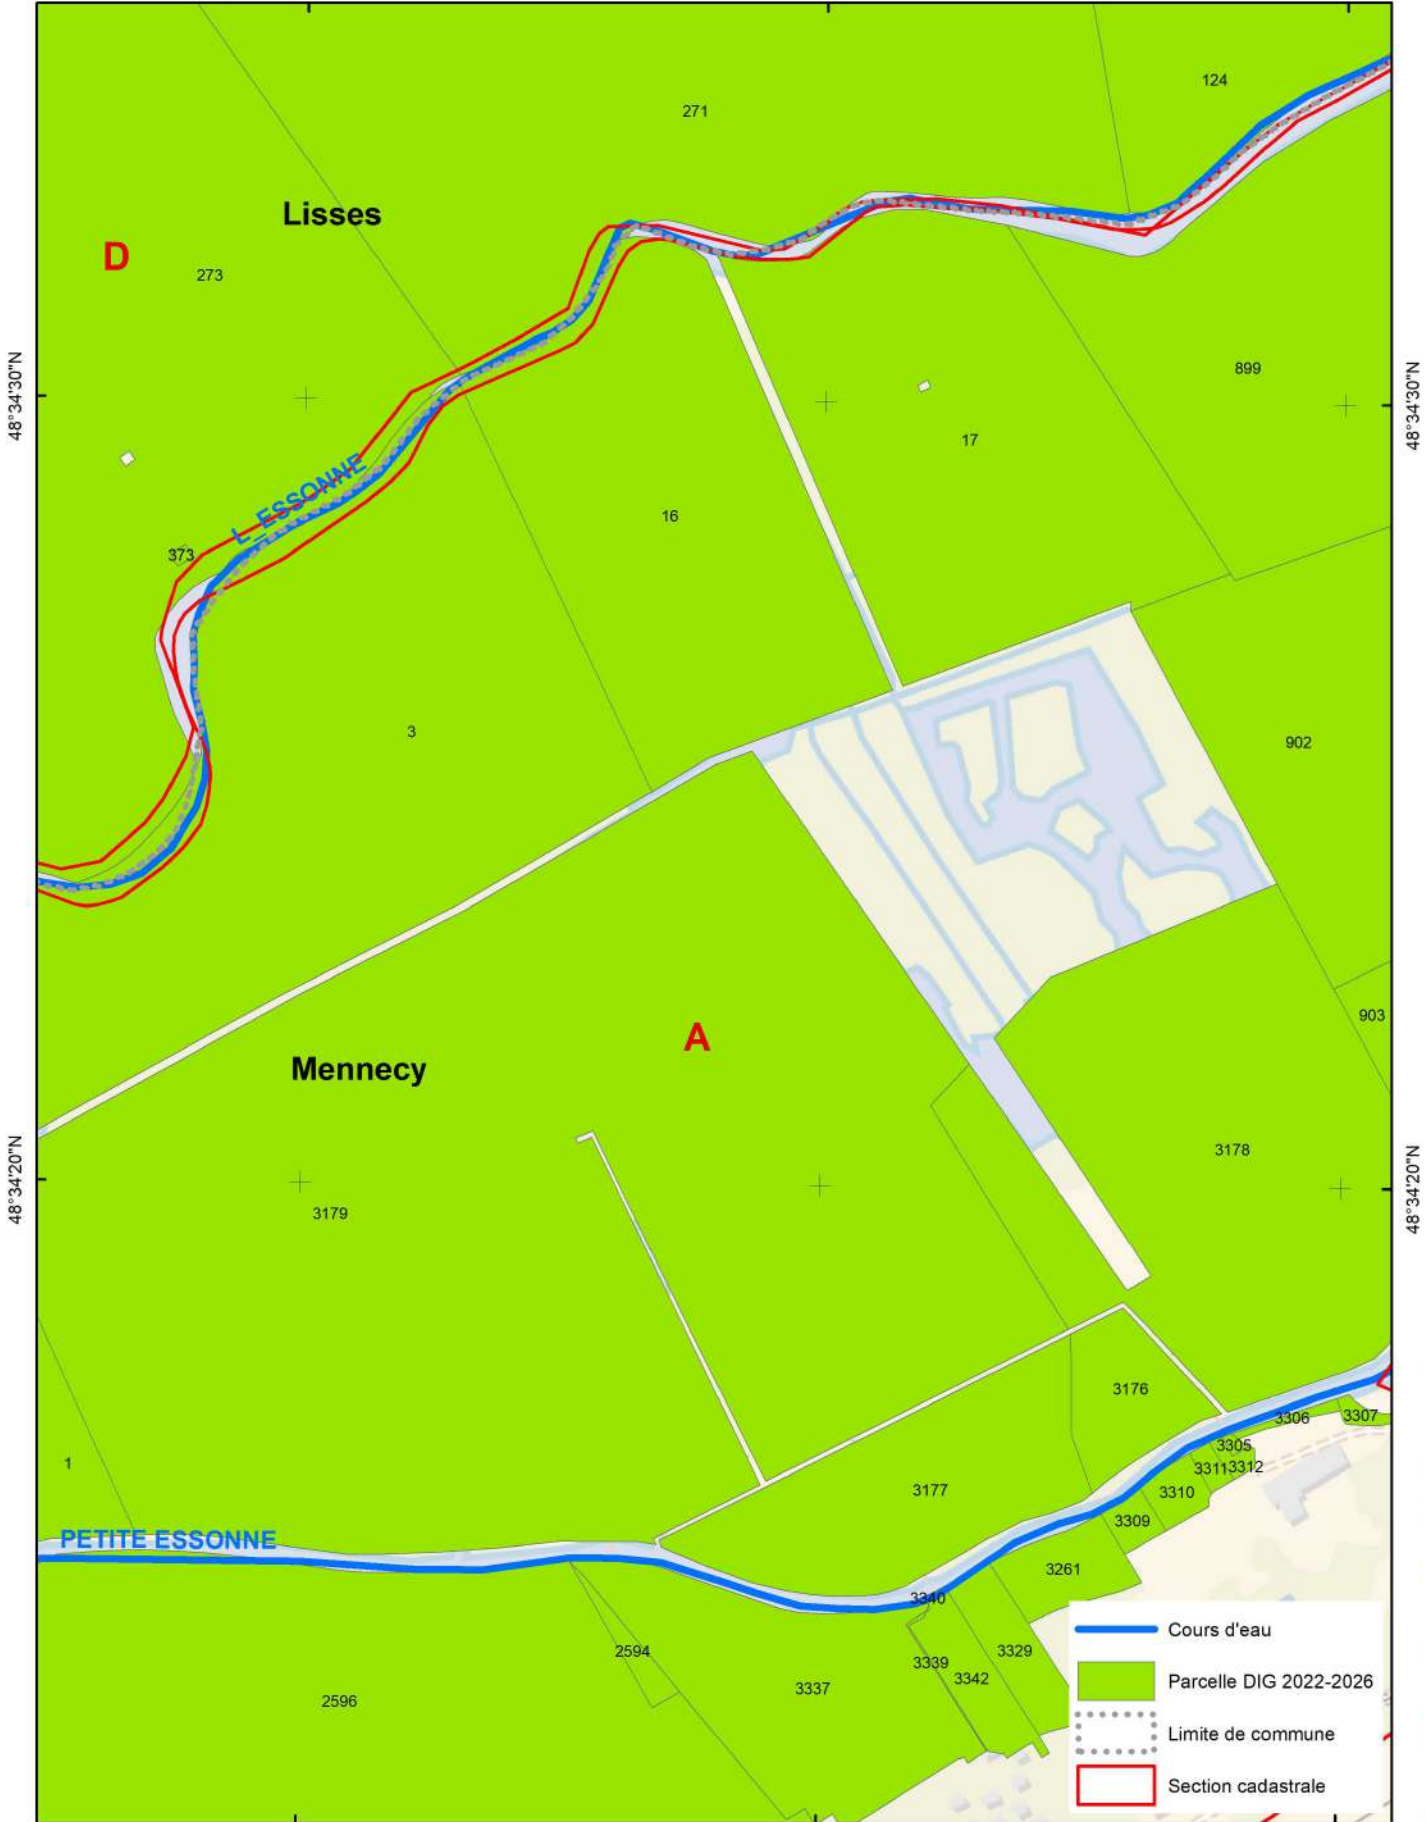 124
271
Lisses
D
273
48°34'30"N
48°34'30"N
899
17
L_ESSONNE
16
373
3
902
903
A
Mennecy
48°34'20"N
48°34'20"N
3178
3179
3176
3306
3307
3305
3311
3312
1
3177
3310
3309
PETITE ESSONNE
3261
3340
2594
3339
3329
3342
3337
2596
Cours d'eau
Parcelle DIG 2022-2026
Limite de commune
Section cadastrale